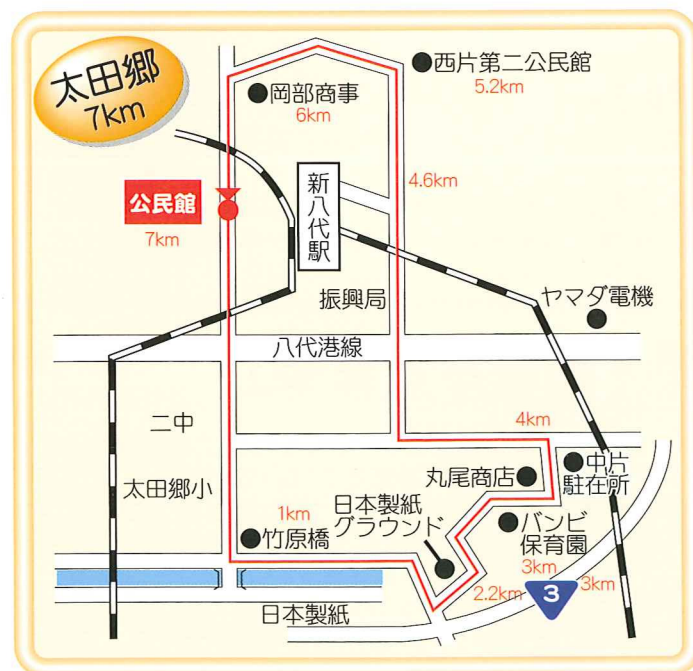 太田郷
7km
西片第二公民館
5.2km
岡部商事
6km
4.6km
公民館
7km
新八代駅
振興局
ヤマダ電機
八代港線
二中
4km
太田郷小
丸尾商店
中片
駐在所
日本製紙
グラウンド
1km
竹原橋
バンビ
保育園
3km
3km
2.2km
3
日本製紙